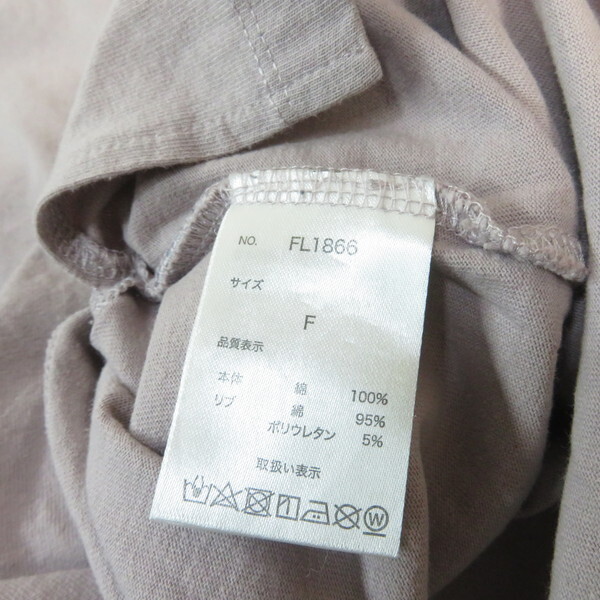 NO. FL1866
サイズ
F
品質表示
本体 綿 100%
リブ 綿 95%
ポリウレタン 5%
取扱い表示
W